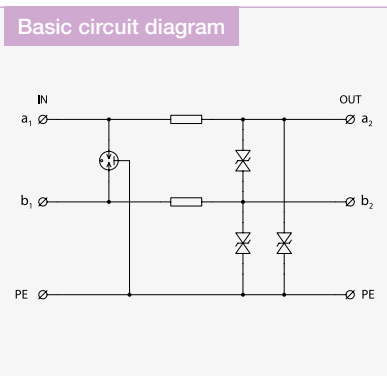 Basic circuit diagram
IN OUT
a₁ a₂
b₁ b₂
PE PE